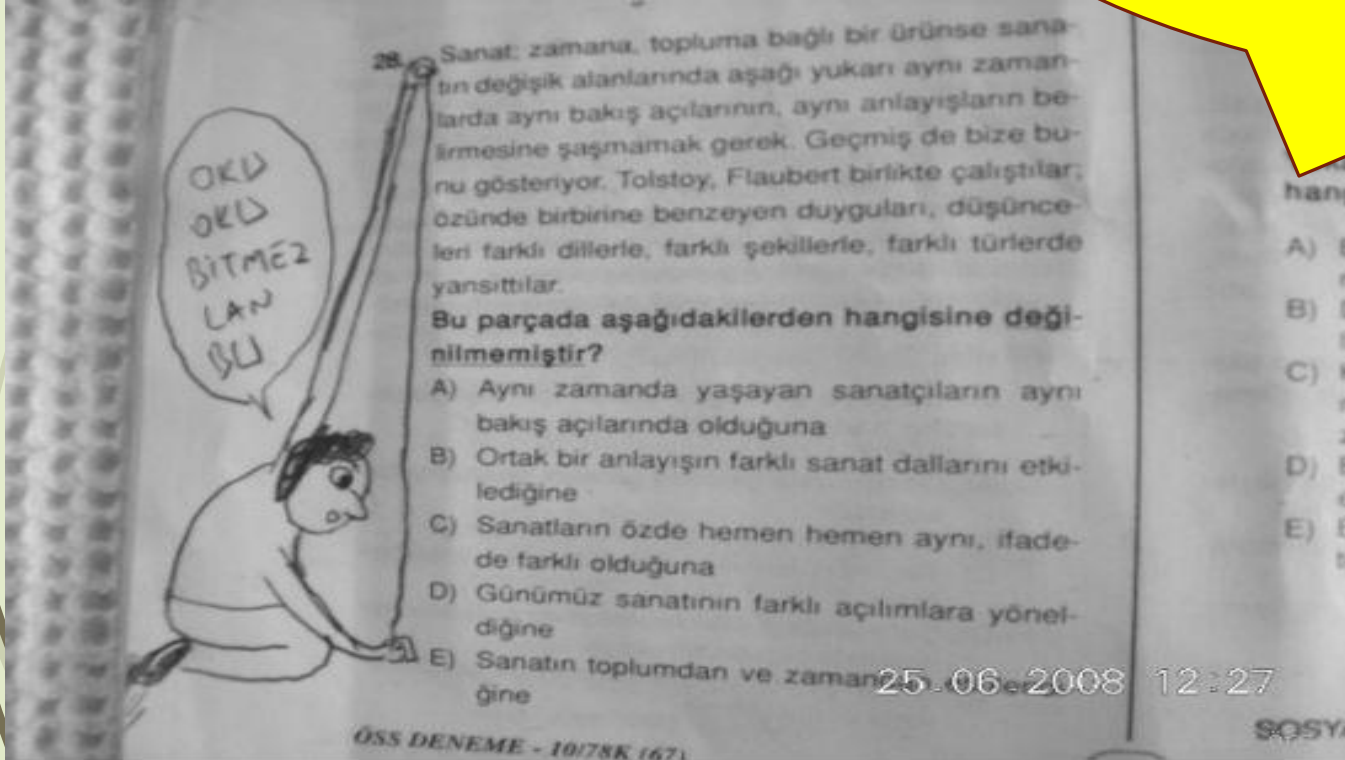 28. Sanat; zamana, topluma bağlı bir ürünse sana-
tın değişik alanlarında aşağı yukarı aynı zaman-
larda aynı bakış açılarının, aynı anlayışların be-
lirmesine şaşmamak gerek. Geçmiş de bize bu-
nu gösteriyor. Tolstoy, Flaubert birlikte çalıştılar;
özünde birbirine benzeyen duyguları, düşünce-
leri farklı dillerle, farklı şekillerle, farklı türlerde
yansıttılar.
Bu parçada aşağıdakilerden hangisine deği-
nilmemiştir?
A) Aynı zamanda yaşayan sanatçıların aynı
bakış açılarında olduğuna
B) Ortak bir anlayışın farklı sanat dallarını etki-
lediğine
C) Sanatların özde hemen hemen aynı, ifade-
de farklı olduğuna
D) Günümüz sanatının farklı açılımlara yönel-
diğine
E) Sanatın toplumdan ve
ğine
ÖSS DENEME - 10/78K (67)
OKU
OKU
BİTMEZ
LAN
BU
A)
B)
C)
D)
E)
25.06.2008 12:27